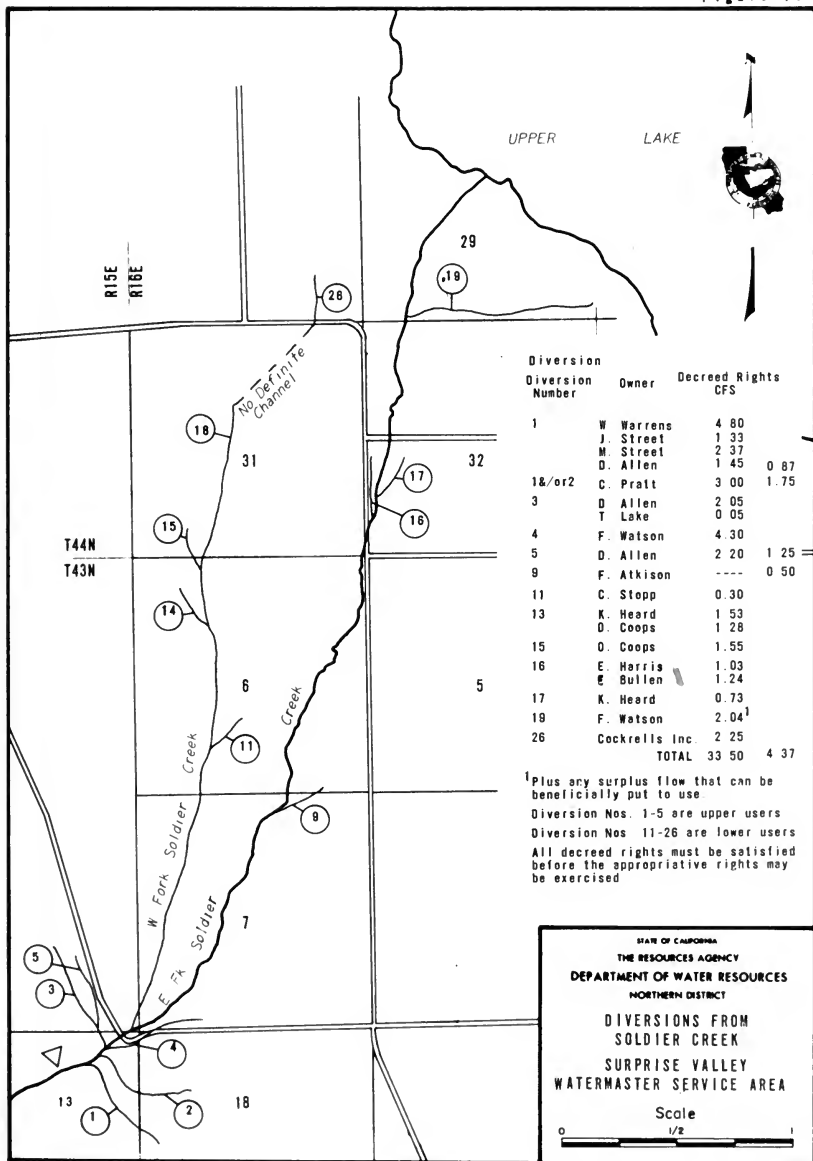 UPPER LAKE
29
R15E R16E
26
19
No Definite
Channel
18
31
32
17
16
15
T44N
T43N
14
6
5
11
W Fork Soldier Creek
E Fk Soldier Creek
9
7
5
3
4
13
1
2
18
Diversion
Diversion Number Owner Decreed Rights CFS
1 W Warrens 4 80
J. Street 1 33
M. Street 2 37
D. Allen 1 45 0 87
1&/or2 C. Pratt 3 00 1.75
3 D Allen 2 05
T Lake 0 05
4 F. Watson 4.30
5 D. Allen 2 20 1 25
9 F. Atkison ---- 0 50
11 C. Stopp 0.30
13 K. Heard 1 53
O. Coops 1 28
15 O. Coops 1.55
16 E. Harris 1.03
E Bullen 1.24
17 K. Heard 0.73
19 F. Watson 2.04¹
26 Cockrells Inc. 2 25
TOTAL 33 50 4 37
¹Plus any surplus flow that can be
beneficially put to use.
Diversion Nos. 1-5 are upper users
Diversion Nos 11-26 are lower users
All decreed rights must be satisfied
before the appropriative rights may
be exercised
STATE OF CALIFORNIA
THE RESOURCES AGENCY
DEPARTMENT OF WATER RESOURCES
NORTHERN DISTRICT
DIVERSIONS FROM
SOLDIER CREEK
SURPRISE VALLEY
WATERMASTER SERVICE AREA
Scale
0 1/2 1